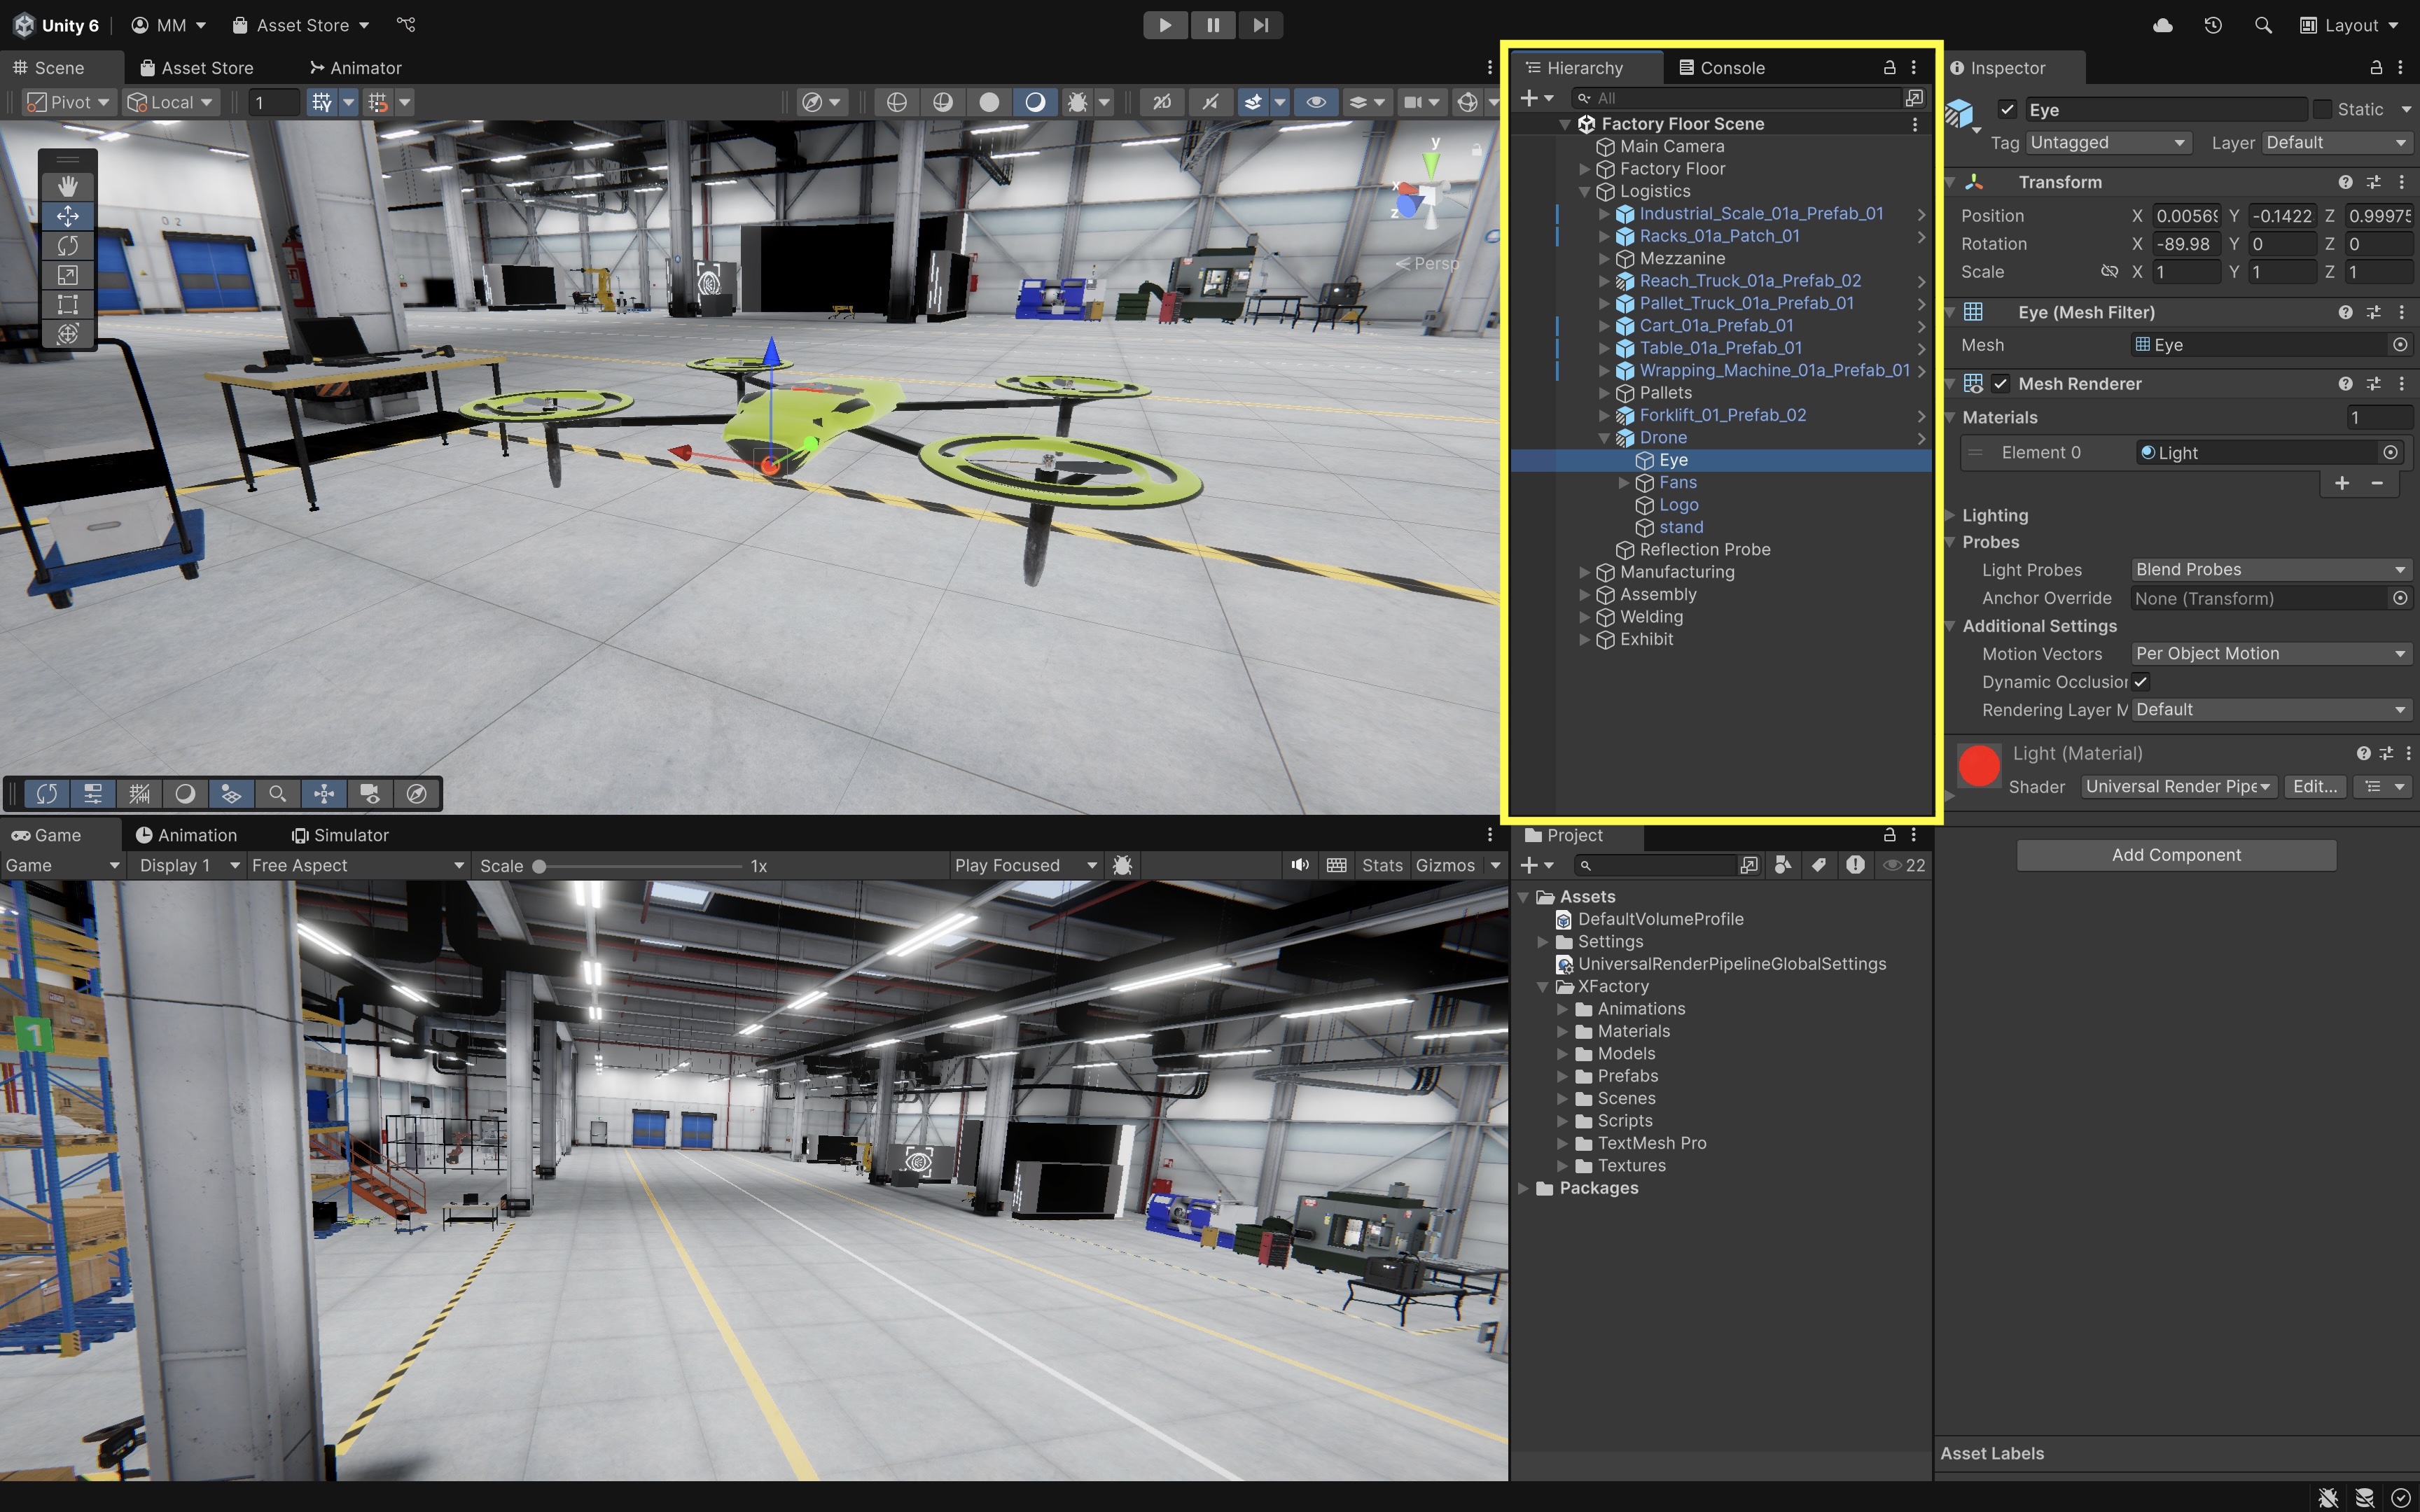 Unity 6
MM
Asset Store
Layout
Scene
Asset Store
Animator
Pivot
Local
1
2D
y
x
z
Persp
Hierarchy
Console
All
Factory Floor Scene
Main Camera
Factory Floor
Logistics
Industrial_Scale_01a_Prefab_01
Racks_01a_Patch_01
Mezzanine
Reach_Truck_01a_Prefab_02
Pallet_Truck_01a_Prefab_01
Cart_01a_Prefab_01
Table_01a_Prefab_01
Wrapping_Machine_01a_Prefab_01
Pallets
Forklift_01_Prefab_02
Drone
Eye
Fans
Logo
stand
Reflection Probe
Manufacturing
Assembly
Welding
Exhibit
Inspector
Eye
Static
Tag Untagged Layer Default
Transform
Position X 0.0056 Y -0.1422 Z 0.99975
Rotation X -89.98 Y 0 Z 0
Scale X 1 Y 1 Z 1
Eye (Mesh Filter)
Mesh Eye
Mesh Renderer
Materials 1
Element 0 Light
Lighting
Probes
Light Probes Blend Probes
Anchor Override None (Transform)
Additional Settings
Motion Vectors Per Object Motion
Dynamic Occlusion
Rendering Layer M Default
Light (Material)
Shader Universal Render Pipe Edit...
Add Component
Asset Labels
Game
Animation
Simulator
Game
Display 1
Free Aspect
Scale
1x
Play Focused
Stats
Gizmos
1
Project
22
Assets
DefaultVolumeProfile
Settings
UniversalRenderPipelineGlobalSettings
XFactory
Animations
Materials
Models
Prefabs
Scenes
Scripts
TextMesh Pro
Textures
Packages